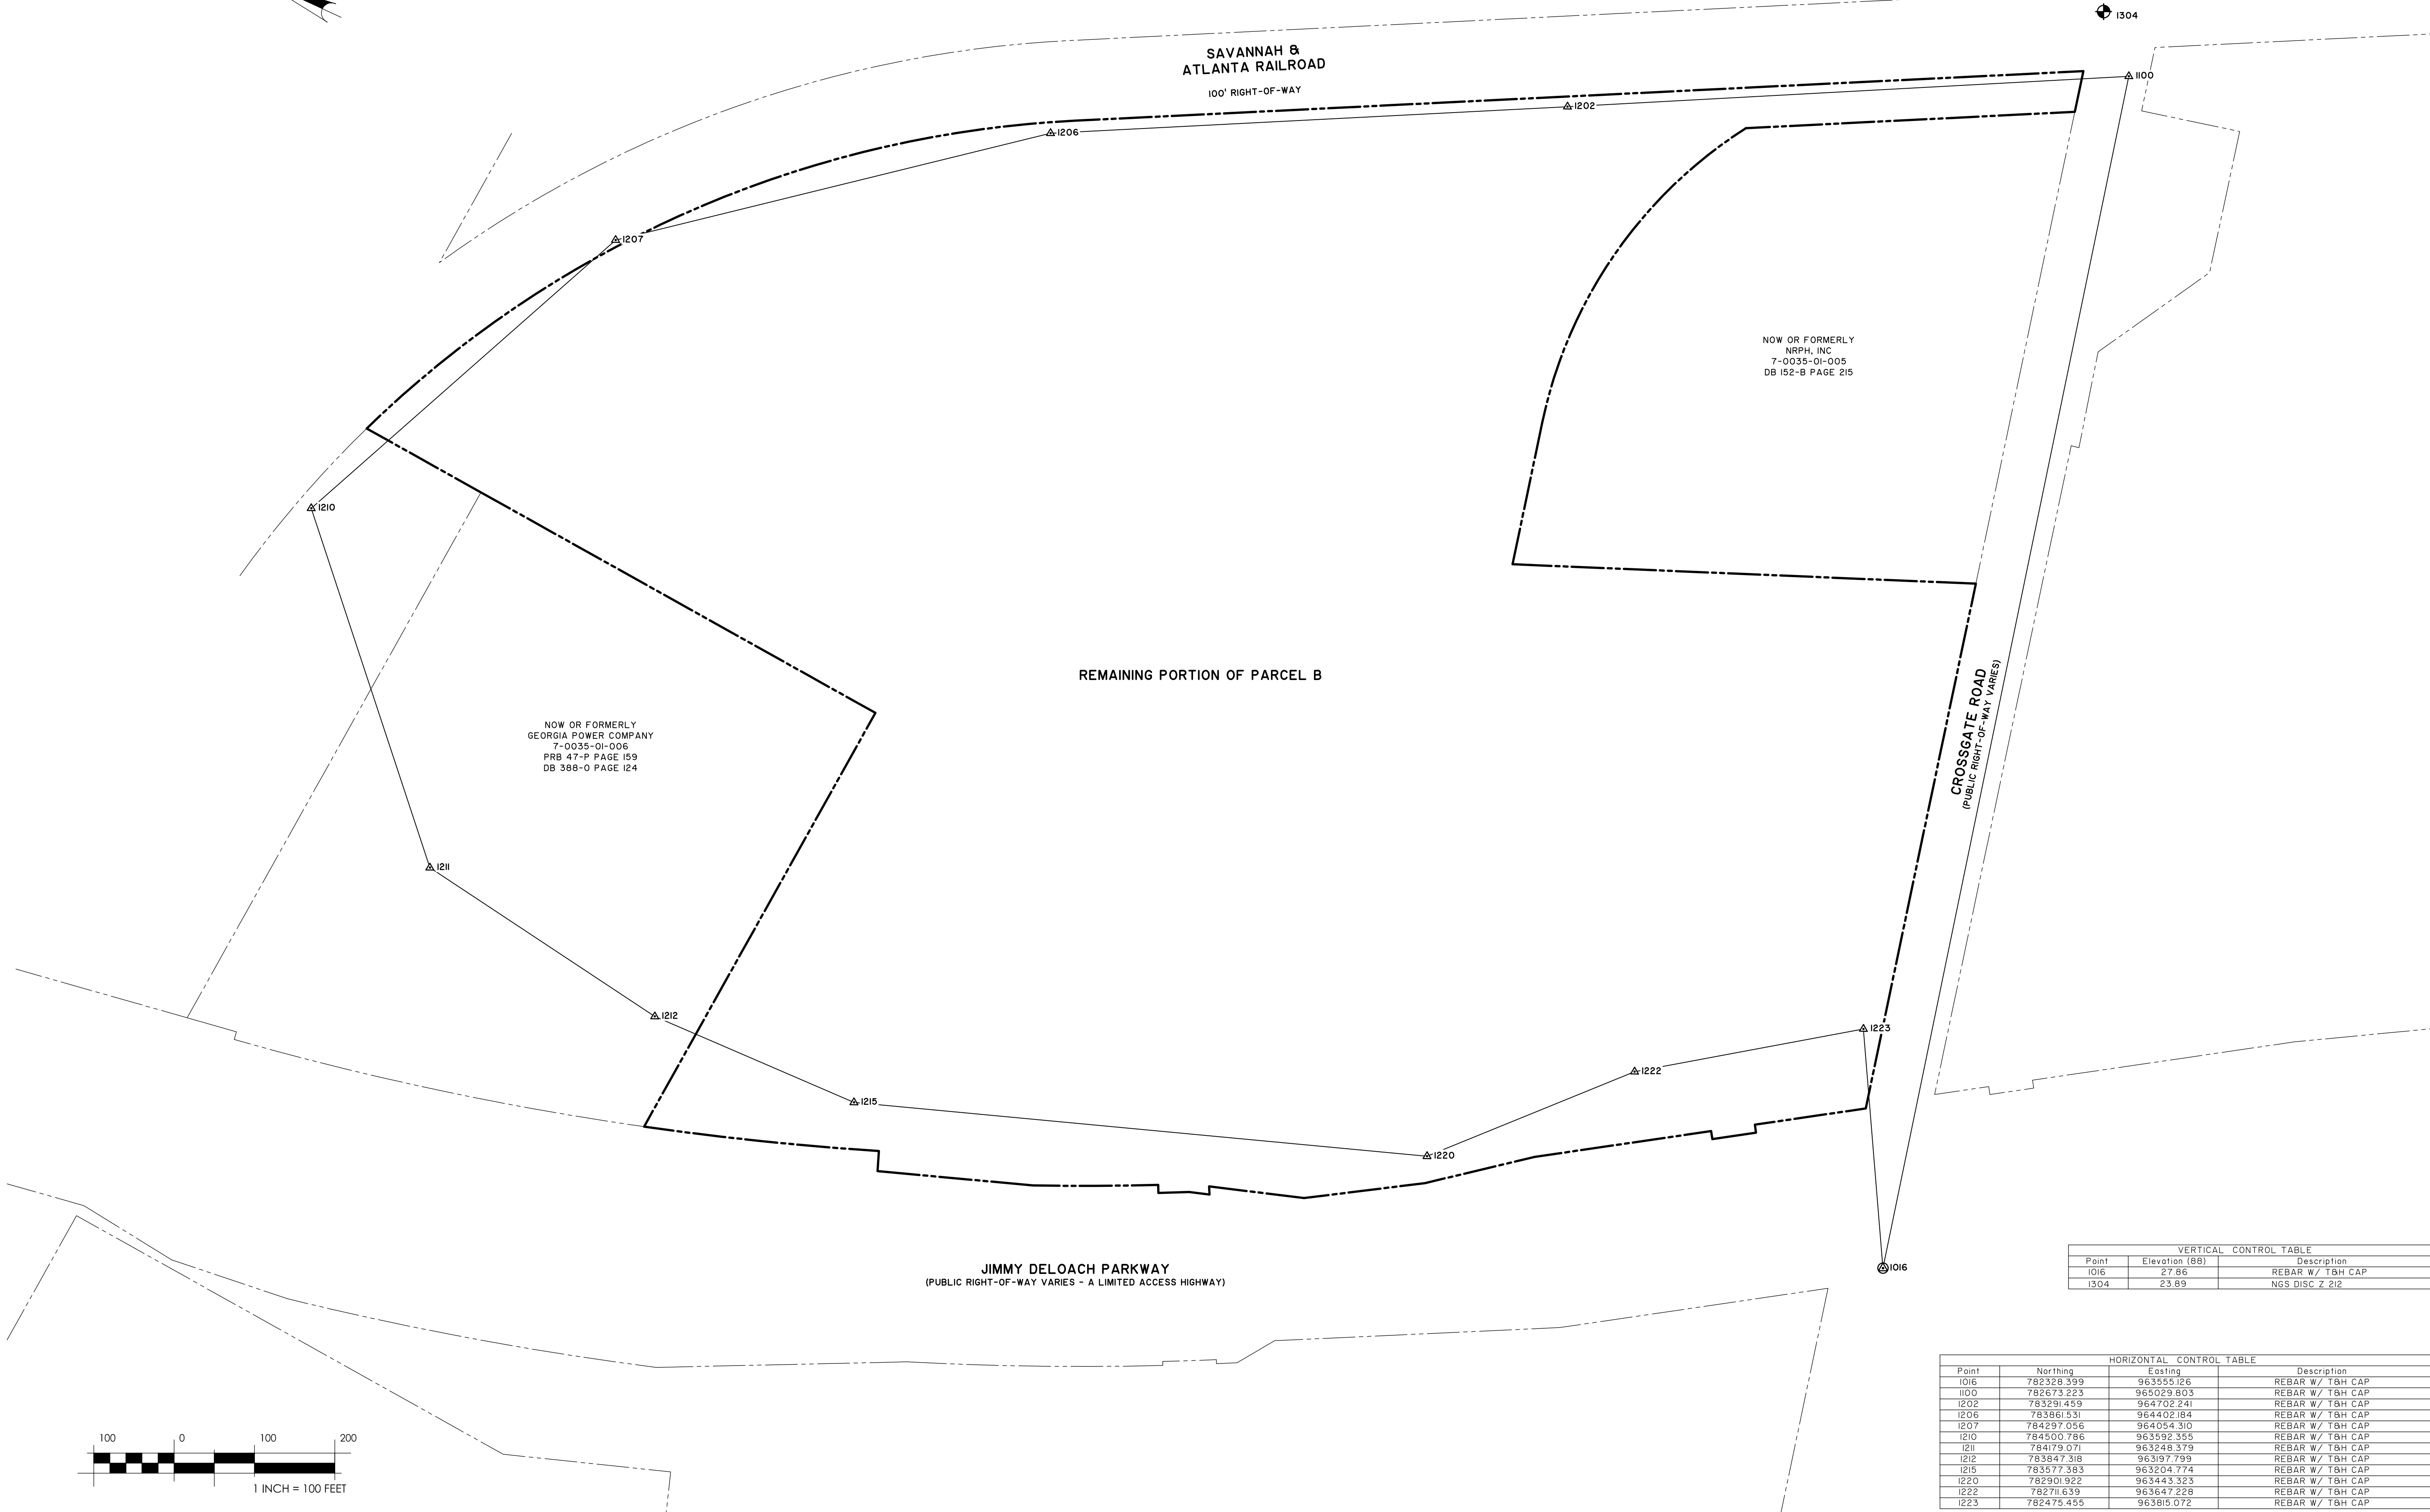 1304
SAVANNAH &
ATLANTA RAILROAD
100' RIGHT-OF-WAY
1100
1202
1206
1207
NOW OR FORMERLY
NRPH, INC
7-0035-01-005
DB 152-B PAGE 215
1210
REMAINING PORTION OF PARCEL B
CROSSGATE ROAD
(PUBLIC RIGHT-OF-WAY VARIES)
NOW OR FORMERLY
GEORGIA POWER COMPANY
7-0035-01-006
PRB 47-P PAGE 159
DB 388-O PAGE 124
1211
1212
1223
1222
1215
1220
1016
JIMMY DELOACH PARKWAY
(PUBLIC RIGHT-OF-WAY VARIES - A LIMITED ACCESS HIGHWAY)
VERTICAL CONTROL TABLE
Point Elevation (88) Description
1016 27.86 REBAR W/ T&H CAP
1304 23.89 NGS DISC Z 212
HORIZONTAL CONTROL TABLE
Point Northing Easting Description
1016 782328.399 963555.126 REBAR W/ T&H CAP
1100 782673.223 965029.803 REBAR W/ T&H CAP
1202 783291.459 964702.241 REBAR W/ T&H CAP
1206 783861.531 964402.184 REBAR W/ T&H CAP
1207 784297.056 964054.310 REBAR W/ T&H CAP
1210 784500.786 963592.355 REBAR W/ T&H CAP
1211 784179.071 963248.379 REBAR W/ T&H CAP
1212 783847.318 963197.799 REBAR W/ T&H CAP
1215 783577.383 963204.774 REBAR W/ T&H CAP
1220 782901.922 963443.323 REBAR W/ T&H CAP
1222 782711.639 963647.228 REBAR W/ T&H CAP
1223 782475.455 963815.072 REBAR W/ T&H CAP
100 0 100 200
1 INCH = 100 FEET